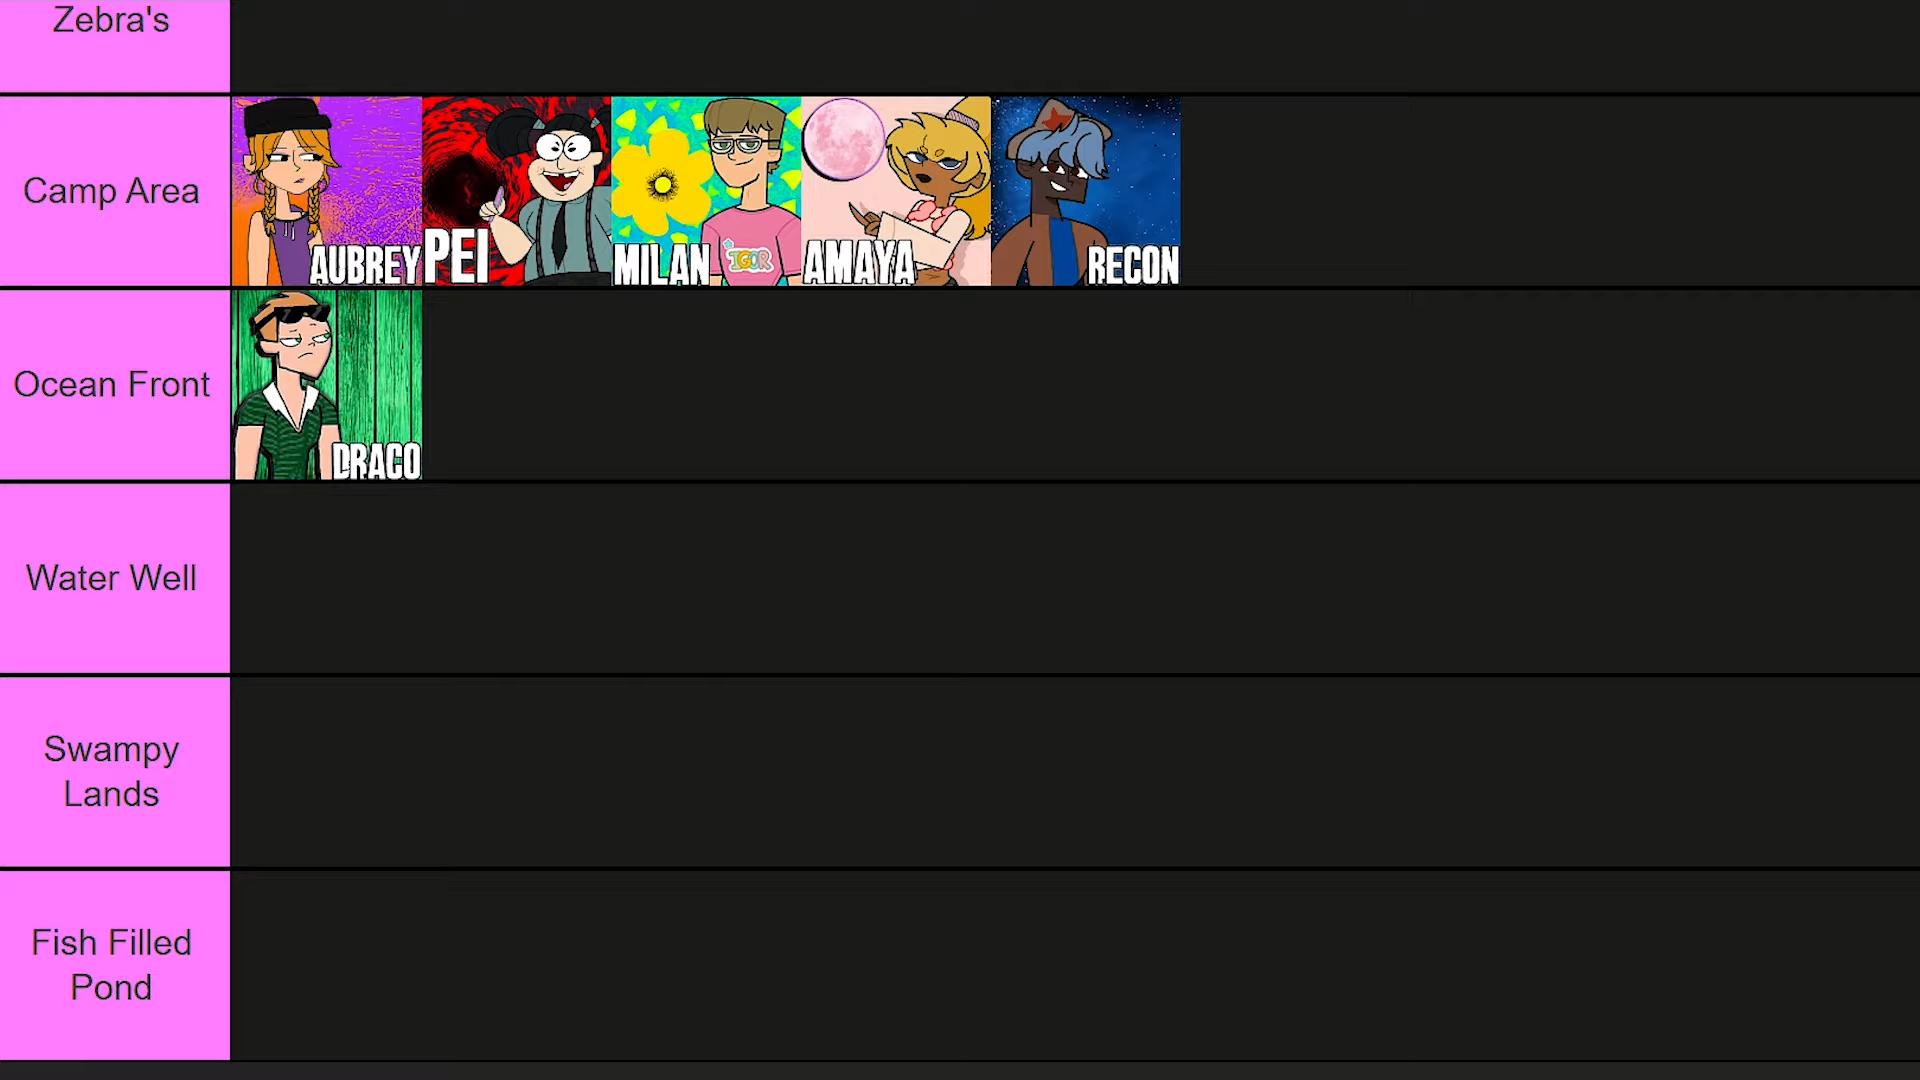 Zebra's
Camp Area
AUBREY
PEI
MILAN
IGOR
AMAYA
RECON
Ocean Front
DRACO
Water Well
Swampy
Lands
Fish Filled
Pond